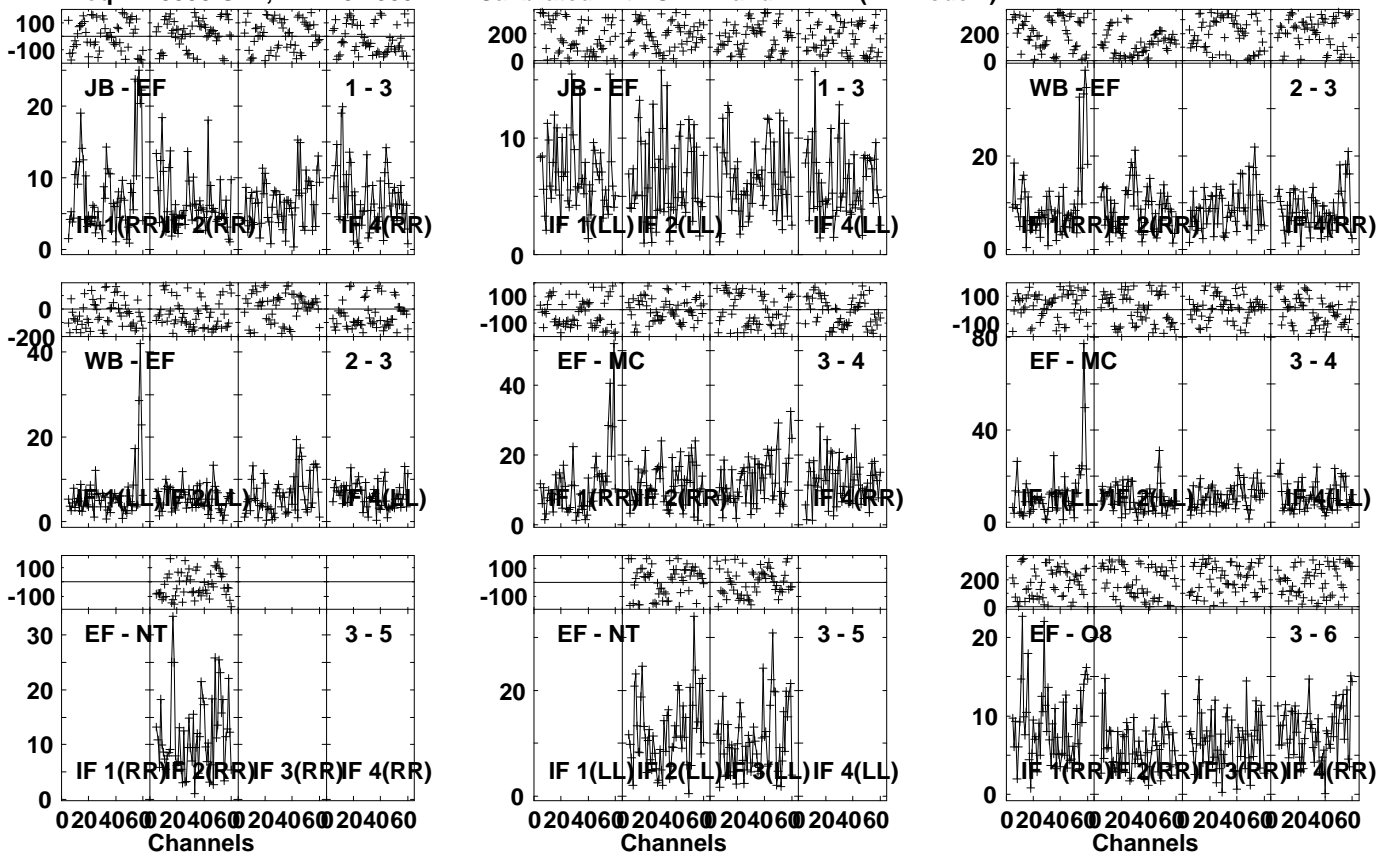 100
-100
20
10
0
JB - EF
1 - 3
IF 1(RR)
IF 2(RR)
IF 4(RR)
200
0
10
0
JB - EF
1 - 3
IF 1(LL)
IF 2(LL)
IF 4(LL)
200
0
20
0
WB - EF
2 - 3
IF 1(RR)
IF 2(RR)
IF 4(RR)
0
-200
40
20
0
WB - EF
2 - 3
IF 1(LL)
IF 2(LL)
IF 4(LL)
100
-100
40
20
0
EF - MC
3 - 4
IF 1(RR)
IF 2(RR)
IF 4(RR)
100
-100
80
40
0
EF - MC
3 - 4
IF 1(LL)
IF 2(LL)
IF 4(LL)
100
-100
30
20
10
0
EF - NT
3 - 5
IF 1(RR)
IF 2(RR)
IF 3(RR)
IF 4(RR)
0 20 40 60 0 20 40 60 0 20 40 60 0 20 40 60
Channels
100
-100
20
0
EF - NT
3 - 5
IF 1(LL)
IF 2(LL)
IF 3(LL)
IF 4(LL)
0 20 40 60 0 20 40 60 0 20 40 60 0 20 40 60
Channels
200
0
20
10
0
EF - O8
3 - 6
IF 1(RR)
IF 2(RR)
IF 3(RR)
IF 4(RR)
0 20 40 60 0 20 40 60 0 20 40 60 0 20 40 60
Channels